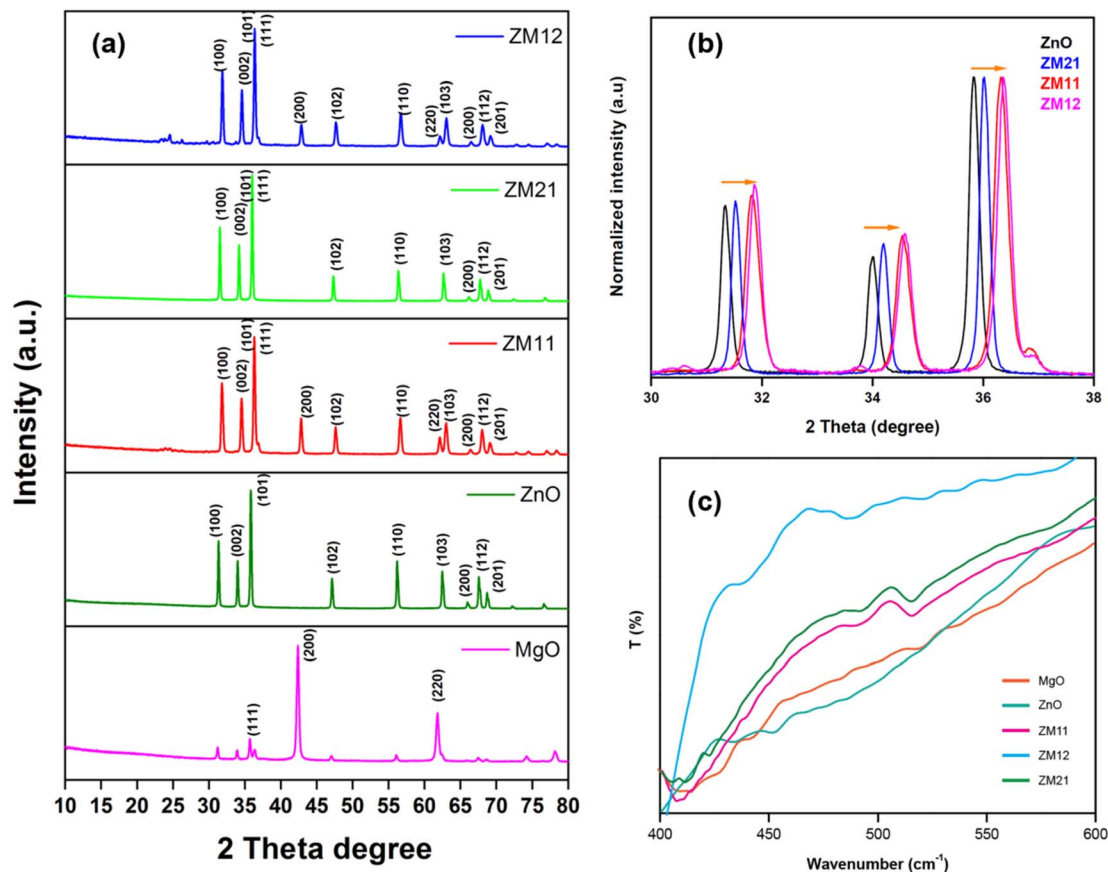 (a)
Intensity (a.u.)
ZM12
(100)
(002)
(101)
(111)
(200)
(102)
(110)
(220)
(103)
(200)
(112)
(201)
ZM21
(100)
(002)
(101)
(111)
(102)
(110)
(103)
(200)
(112)
(201)
ZM11
(100)
(002)
(101)
(111)
(200)
(102)
(110)
(220)
(103)
(200)
(112)
(201)
ZnO
(100)
(002)
(101)
(102)
(110)
(103)
(200)
(112)
(201)
MgO
(111)
(200)
(220)
10 15 20 25 30 35 40 45 50 55 60 65 70 75 80
2 Theta degree
(b)
Normalized intensity (a.u)
ZnO
ZM21
ZM11
ZM12
30 32 34 36 38
2 Theta (degree)
(c)
T (%)
MgO
ZnO
ZM11
ZM12
ZM21
400 450 500 550 600
Wavenumber (cm⁻¹)